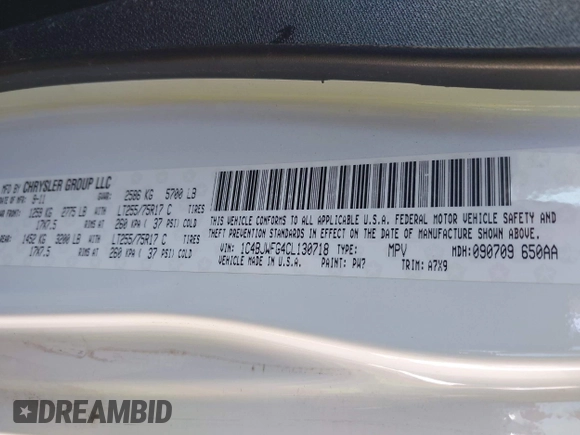 MFD BY CHRYSLER GROUP LLC
DATE OF MFR 9-11 GVWR: 2586 KG 5700 LB
GAWR FRONT 1259 KG 2775 LB WITH LT255/75R17 C TIRES
17X7.5 RIMS AT 260 KPA ( 37 PSI) COLD
GAWR REAR: 1452 KG 3200 LB WITH LT255/75R17 C TIRES
17X7.5 RIMS AT 260 KPA ( 37 PSI) COLD
THIS VEHICLE CONFORMS TO ALL APPLICABLE U.S.A. FEDERAL MOTOR VEHICLE SAFETY AND
THEFT PREVENTION STANDARDS IN EFFECT ON THE DATE OF MANUFACTURE SHOWN ABOVE.
VIN: 1C4BJWFG4CL130718 TYPE: MPV MDH: 090709 650AA
VEHICLE MADE IN U.S.A. PAINT: PW7 TRIM: A7X9
DREAMBID